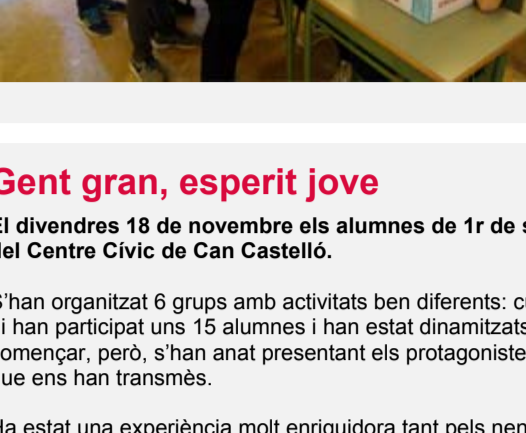 Gent gran, esperit jove
El divendres 18 de novembre els alumnes de 1r de s
del Centre Cívic de Can Castelló.
S’han organitzat 6 grups amb activitats ben diferents: c
i han participat uns 15 alumnes i han estat dinamitzats
començar, però, s’han anat presentant els protagoniste
que ens han transmès.
Ha estat una experiència molt enriquidora tant pels nen